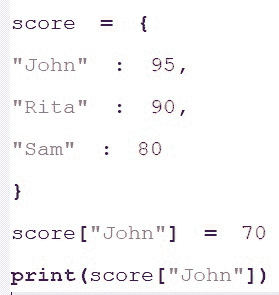 score = {
"John" : 95,
"Rita" : 90,
"Sam" : 80
}
score["John"] = 70
print(score["John"])